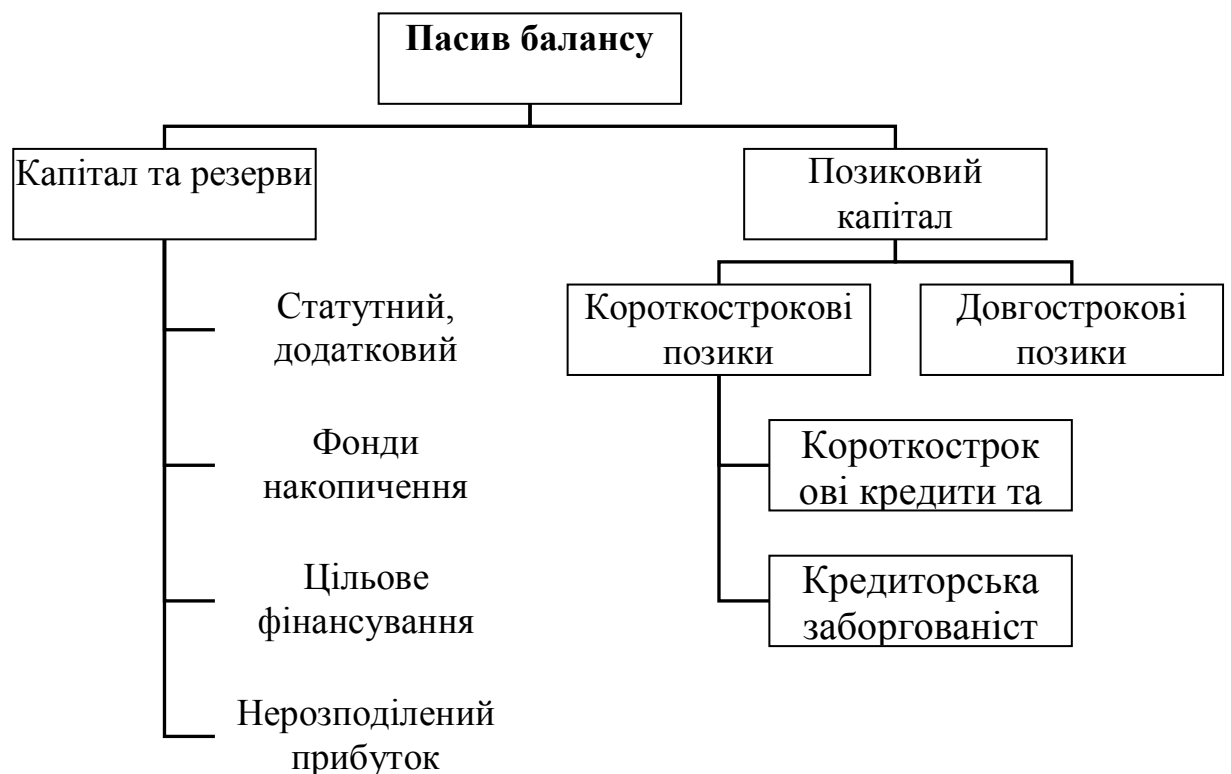 Пасив балансу
Капітал та резерви
Позиковий
капітал
Статутний,
додатковий
Короткострокові
позики
Довгострокові
позики
Фонди
накопичення
Короткострок
ові кредити та
Цільове
фінансування
Кредиторська
заборгованіст
Нерозподілений
прибуток